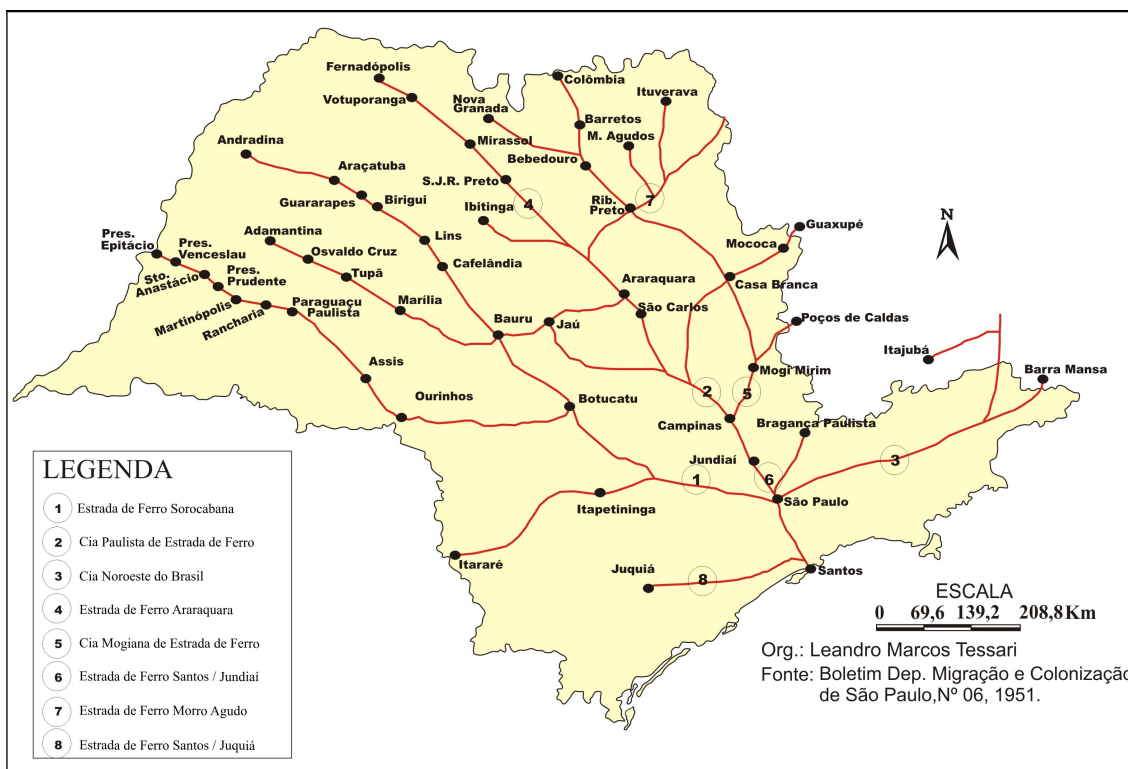 Fernadópolis
Votuporanga
Nova
Granada
Colômbia
Ituverava
Barretos
M. Agudos
Andradina
Mirassol
Bebedouro
Araçatuba
S.J.R. Preto
Guararapes
Birigui
Ibitinga
4
Rib.
Preto
7
Guaxupé
N
Pres.
Epitácio
Pres.
Venceslau
Adamantina
Lins
Mococa
Osvaldo Cruz
Sto.
Anastácio
Pres.
Prudente
Tupã
Cafelândia
Araraquara
Casa Branca
Martinópolis
Rancharia
Paraguaçu
Paulista
Marília
São Carlos
Bauru
Jaú
Poços de Caldas
Itajubá
Assis
Mogi Mirim
Barra Mansa
Ourinhos
Botucatu
2
5
Campinas
Bragança Paulista
Jundiaí
3
1
6
São Paulo
Itapetininga
Itararé
Juquiá
8
Santos
LEGENDA
1 Estrada de Ferro Sorocabana
2 Cia Paulista de Estrada de Ferro
3 Cia Noroeste do Brasil
4 Estrada de Ferro Araraquara
5 Cia Mogiana de Estrada de Ferro
6 Estrada de Ferro Santos / Jundiaí
7 Estrada de Ferro Morro Agudo
8 Estrada de Ferro Santos / Juquiá
ESCALA
0 69,6 139,2 208,8 Km
Org.: Leandro Marcos Tessari
Fonte: Boletim Dep. Migração e Colonização
de São Paulo,Nº 06, 1951.